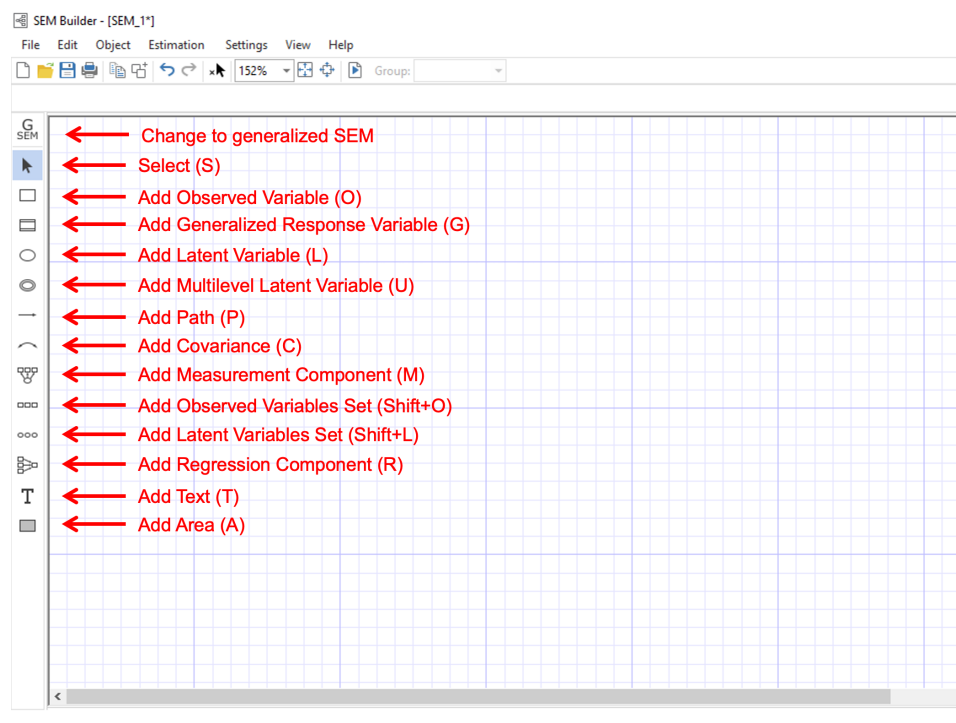 SEM Builder - [SEM_1*]
File Edit Object Estimation Settings View Help
152% Group:
G
SEM
Change to generalized SEM
Select (S)
Add Observed Variable (O)
Add Generalized Response Variable (G)
Add Latent Variable (L)
Add Multilevel Latent Variable (U)
Add Path (P)
Add Covariance (C)
Add Measurement Component (M)
Add Observed Variables Set (Shift+O)
Add Latent Variables Set (Shift+L)
Add Regression Component (R)
T Add Text (T)
Add Area (A)